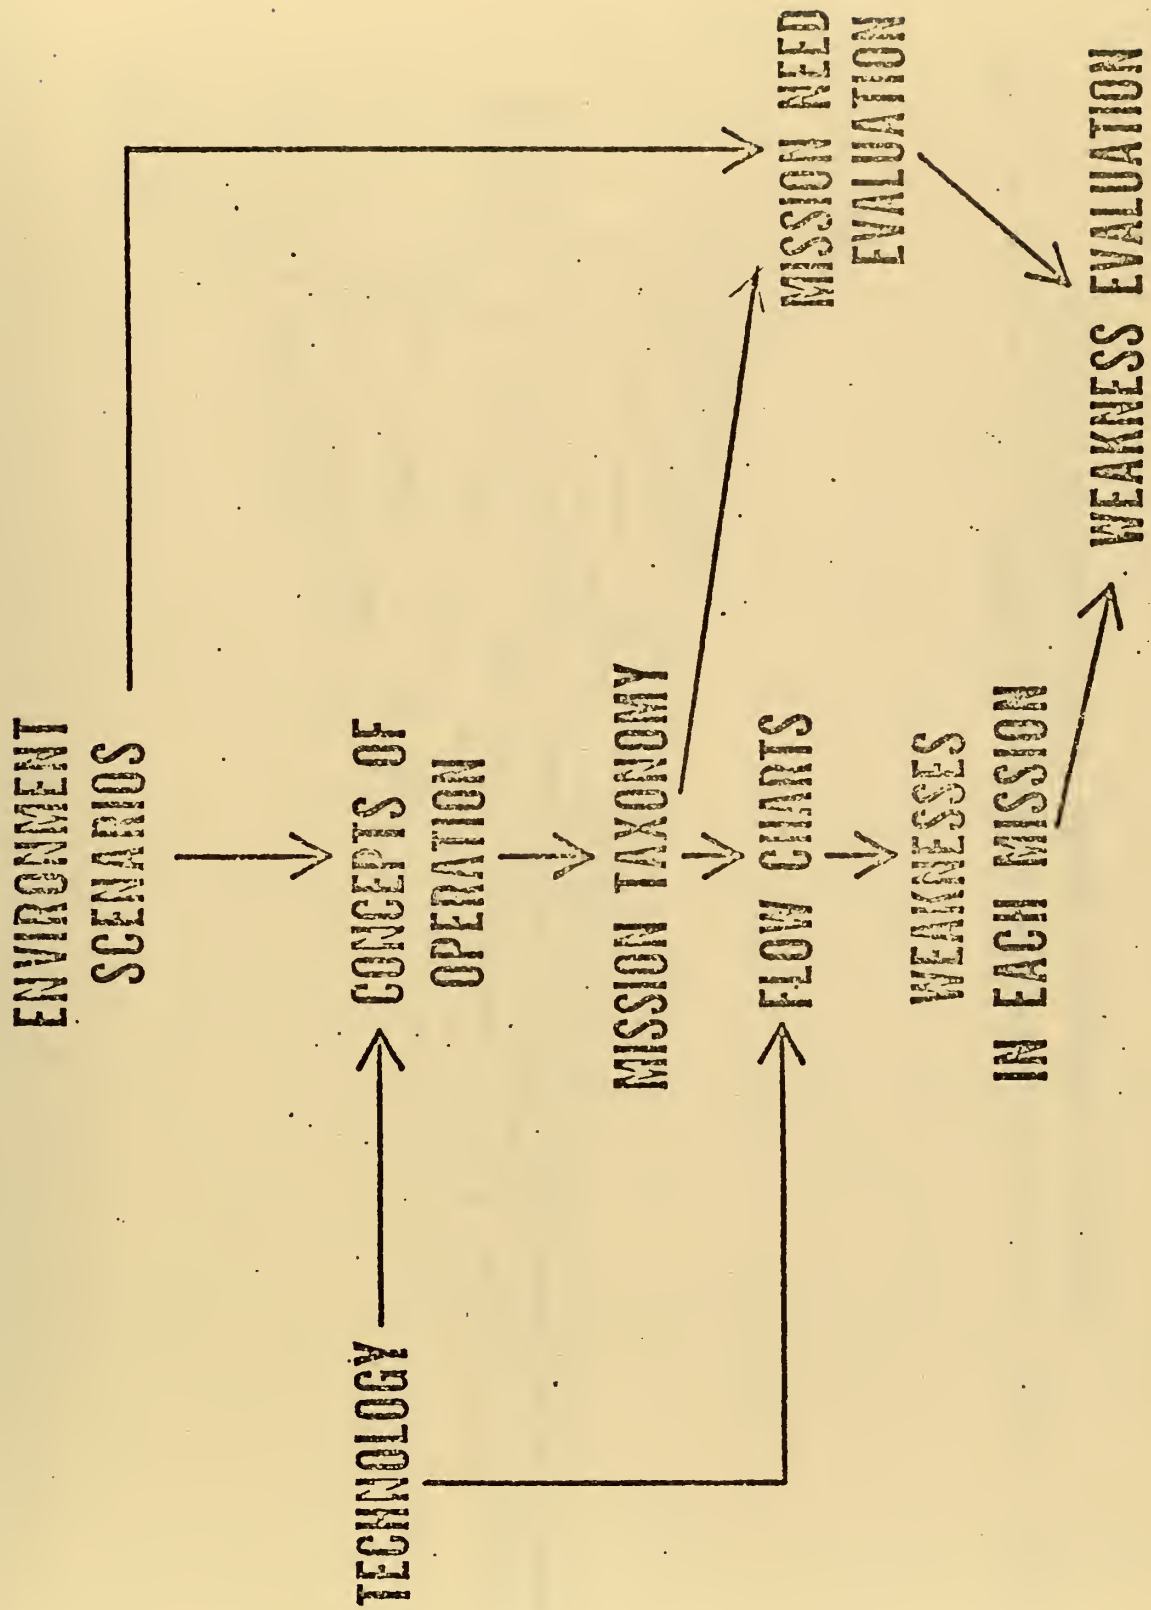 ENVIRONMENT
SCENARIOS
TECHNOLOGY
CONCEPTS OF
OPERATION
MISSION TAXONOMY
FLOW CHARTS
MISSION NEED
EVALUATION
WEAKNESSES
IN EACH MISSION
WEAKNESS EVALUATION